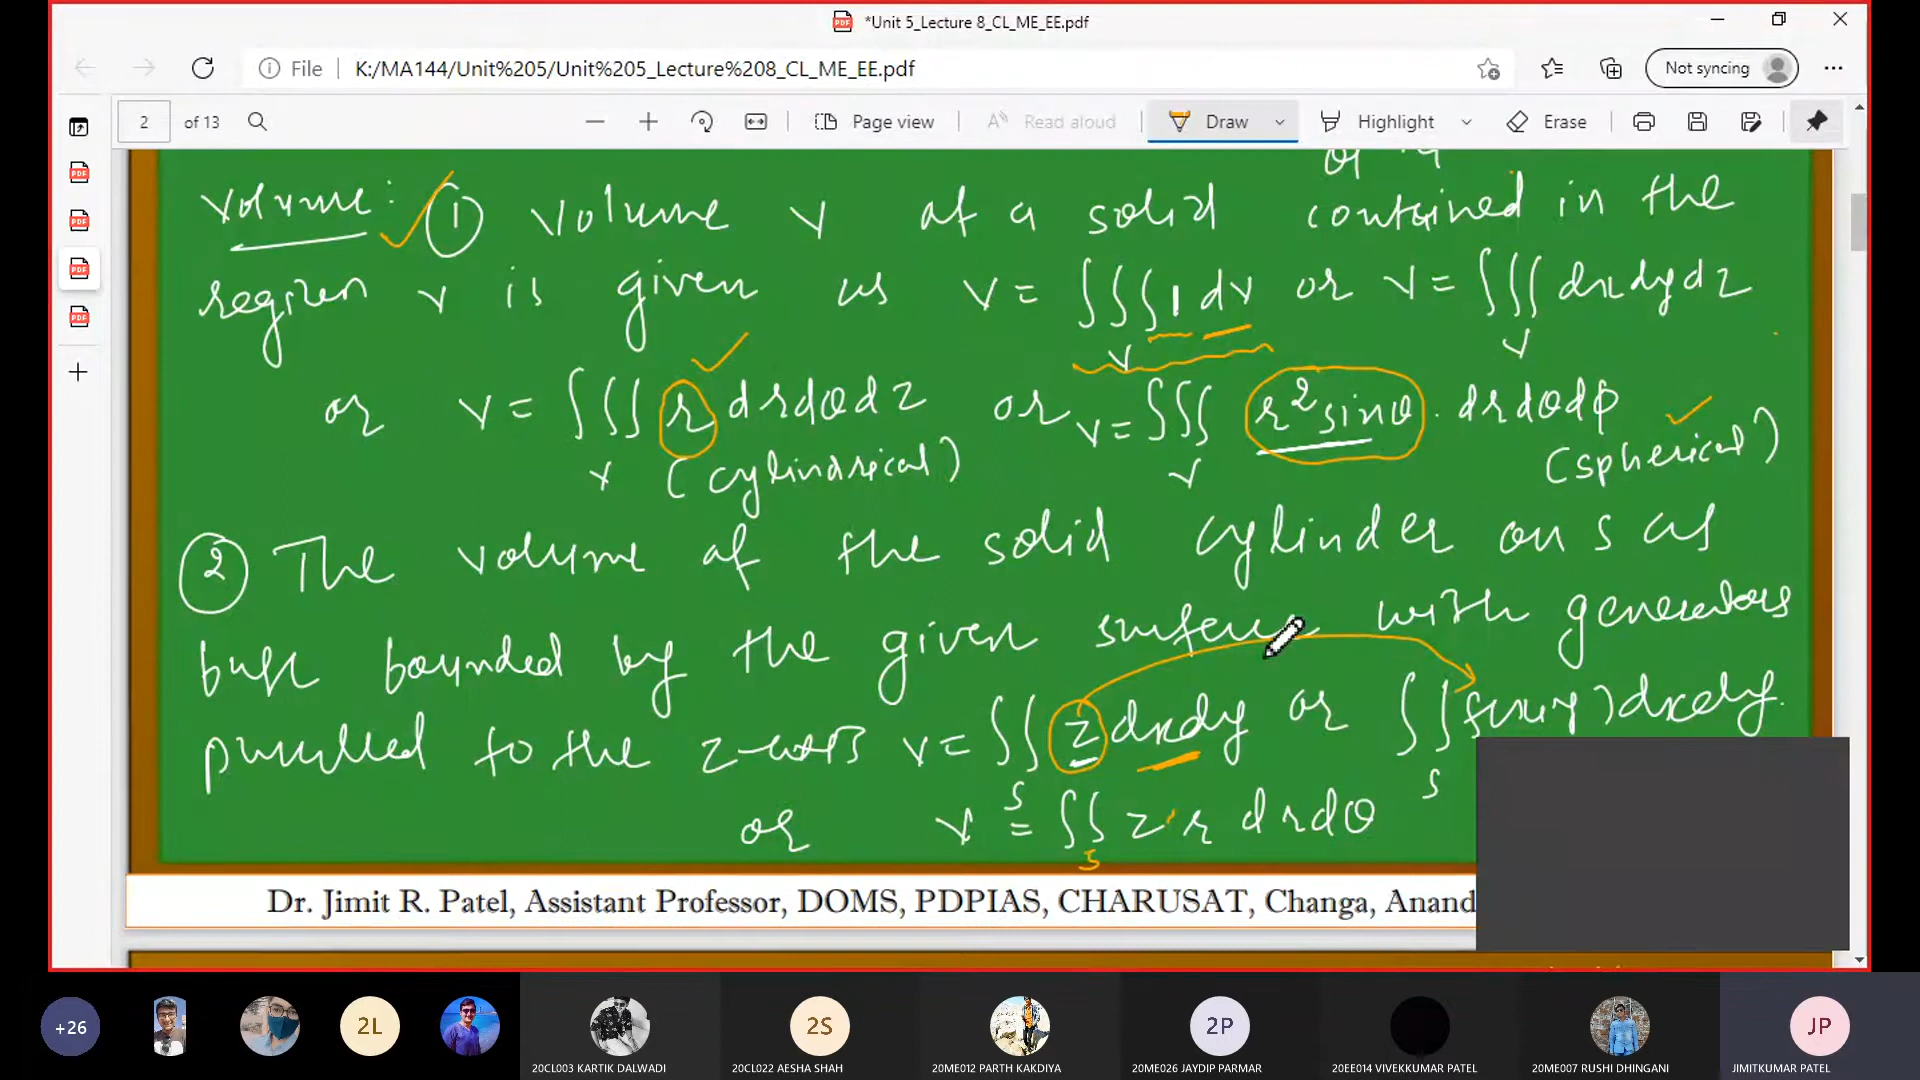 *Unit 5_Lecture 8_CL_ME_EE.pdf
File K:/MA144/Unit%205/Unit%205_Lecture%208_CL_ME_EE.pdf Not syncing
2 of 13 Page view Read aloud Draw Highlight Erase
Volume: ① Volume V of a solid contained in the
region V is given as V = ∭ 1 dv or V = ∭ dxdydz
V V
or V = ∭ r drdθdz or V = ∭ r² sinθ . drdθdϕ
V (cylindrical) V (spherical)
② The volume of the solid cylinder on S as
base bounded by the given surface with generators
parallel to the z-axis V = ∬ z dxdy or ∬ f(x,y) dxdy.
S S
or V = ∬ z · r drdθ
S
Dr. Jimit R. Patel, Assistant Professor, DOMS, PDPIAS, CHARUSAT, Changa, Anand
+26 2L 2S 2P JP
20CL003 KARTIK DALWADI 20CL022 AESHA SHAH 20ME012 PARTH KAKDIYA 20ME026 JAYDIP PARMAR 20EE014 VIVEKKUMAR PATEL 20ME007 RUSHI DHINGANI JIMITKUMAR PATEL